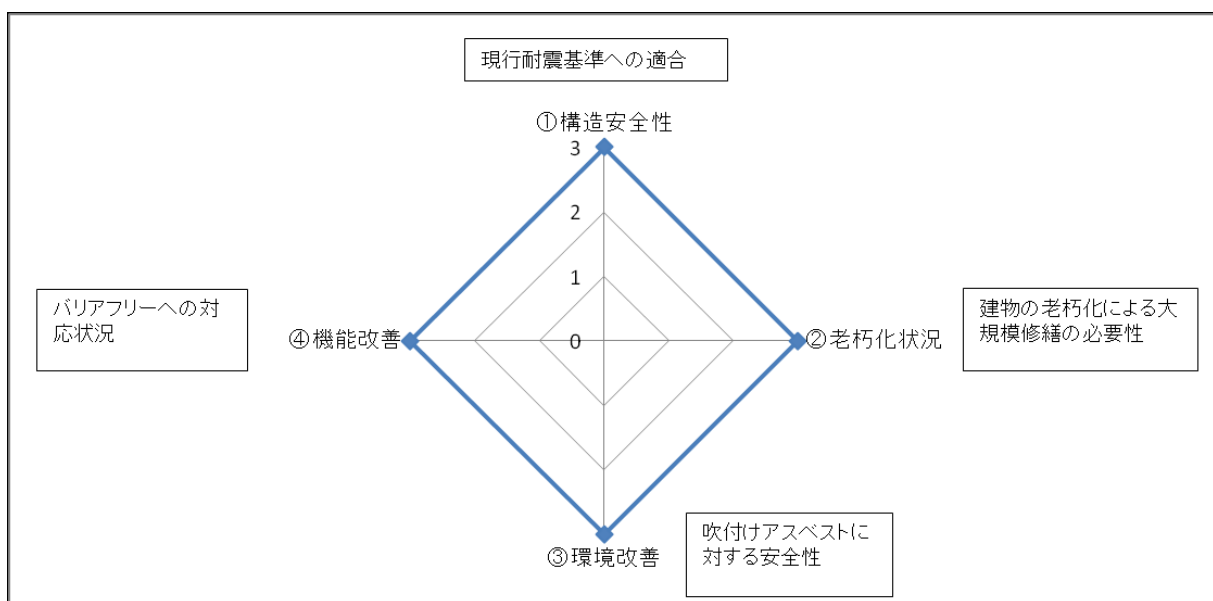 現行耐震基準への適合
①構造安全性
3
2
1
0
バリアフリーへの対
応状況
④機能改善
②老朽化状況
建物の老朽化による大
規模修繕の必要性
③環境改善
吹付けアスベストに
対する安全性